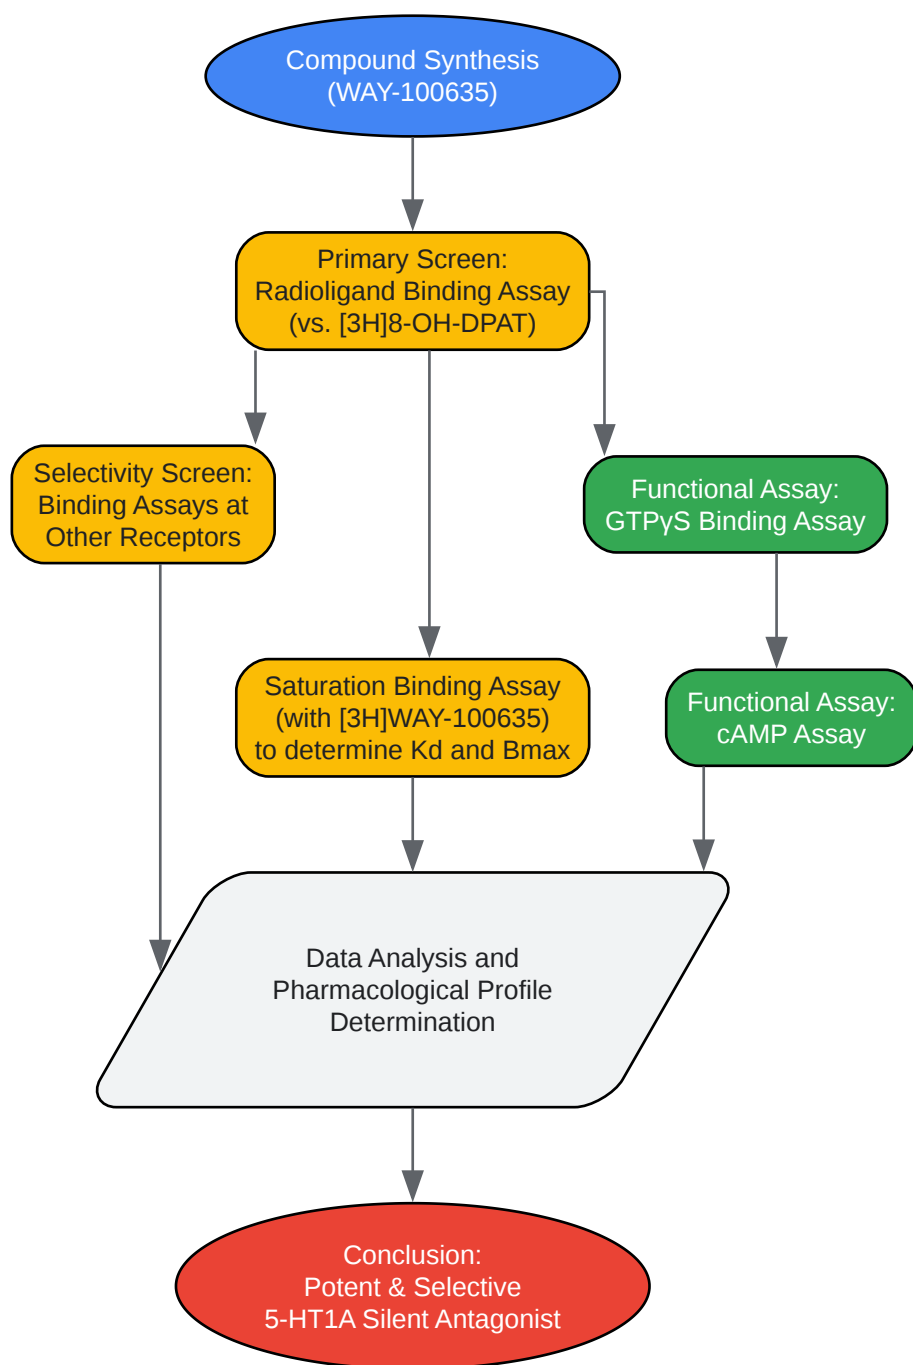 Compound Synthesis
(WAY-100635)
Primary Screen:
Radioligand Binding Assay
(vs. [3H]8-OH-DPAT)
Selectivity Screen:
Binding Assays at
Other Receptors
Functional Assay:
GTPγS Binding Assay
Saturation Binding Assay
(with [3H]WAY-100635)
to determine Kd and Bmax
Functional Assay:
cAMP Assay
Data Analysis and
Pharmacological Profile
Determination
Conclusion:
Potent & Selective
5-HT1A Silent Antagonist